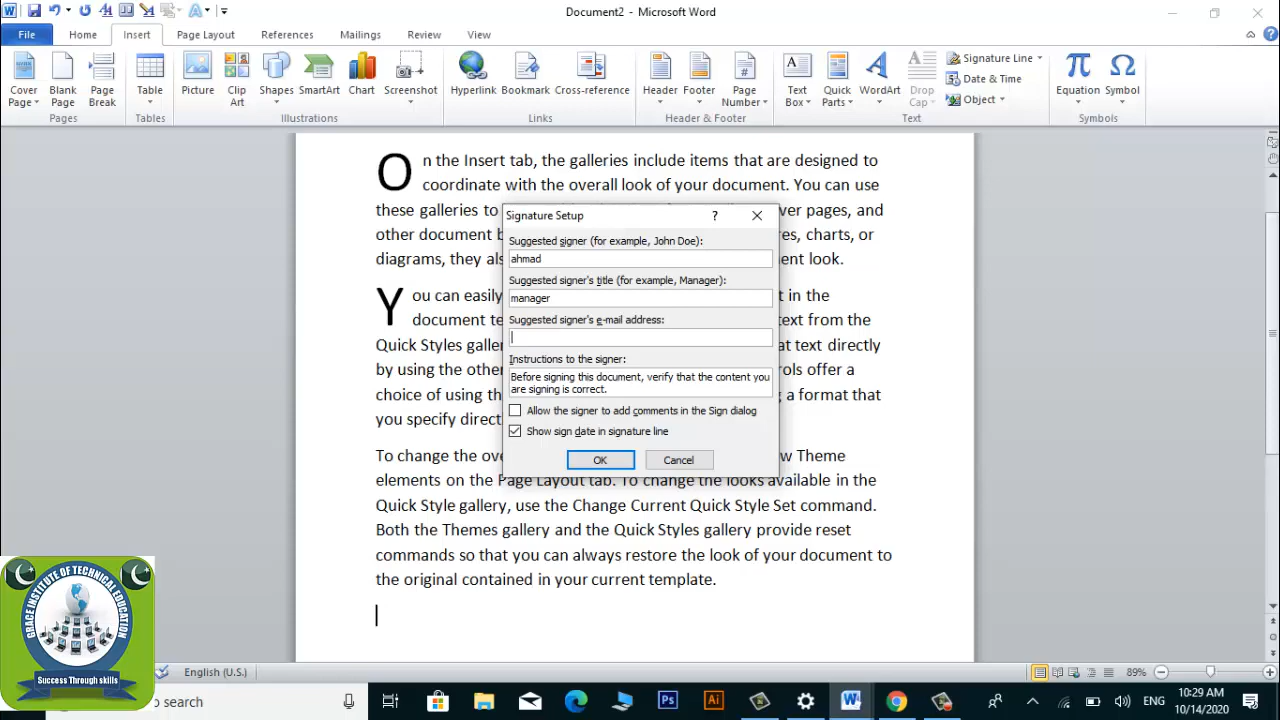 Document2 - Microsoft Word
File Home Insert Page Layout References Mailings Review View
Cover Page
Blank Page
Page Break
Table
Picture
Clip Art
Shapes
SmartArt
Chart
Screenshot
Hyperlink
Bookmark
Cross-reference
Header
Footer
Page Number
Text Box
Quick Parts
WordArt
Drop Cap
Signature Line
Date & Time
Object
Equation
Symbol
Pages Tables Illustrations Links Header & Footer Text Symbols
On the Insert tab, the galleries include items that are designed to
coordinate with the overall look of your document. You can use
these galleries to
ver pages, and
other document b
res, charts, or
diagrams, they als
ment look.
You can easily
t in the
document te
text from the
Quick Styles galler
at text directly
by using the other
rols offer a
choice of using th
g a format that
you specify direct
To change the ove
w Theme
elements on the Page Layout tab. To change the looks available in the
Quick Style gallery, use the Change Current Quick Style Set command.
Both the Themes gallery and the Quick Styles gallery provide reset
commands so that you can always restore the look of your document to
the original contained in your current template.
Signature Setup ?
Suggested signer (for example, John Doe):
ahmad
Suggested signer's title (for example, Manager):
manager
Suggested signer's e-mail address:
Instructions to the signer:
Before signing this document, verify that the content you
are signing is correct.
Allow the signer to add comments in the Sign dialog
Show sign date in signature line
OK Cancel
GRACE INSTITUTE OF TECHNICAL EDUCATION
Success Through skills
English (U.S.) 89%
to search
Ps
Ai
W
ENG
10:29 AM
10/14/2020